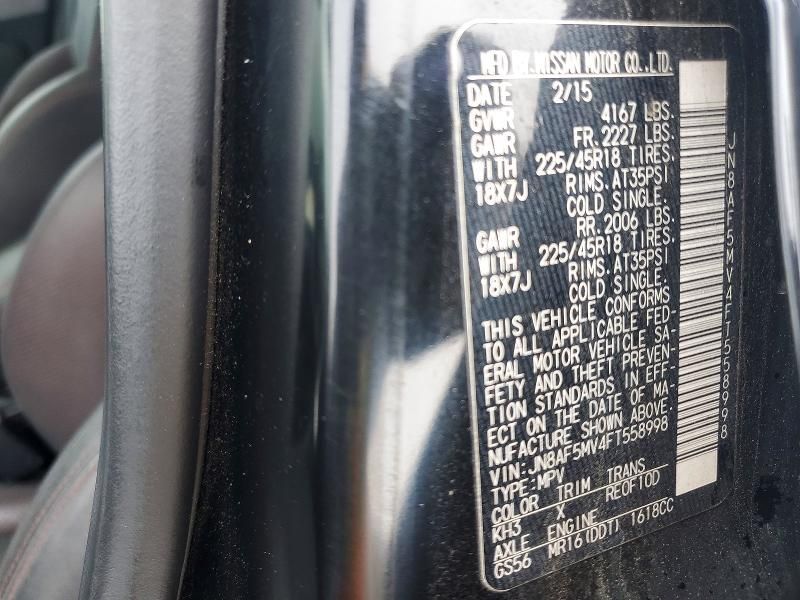 MFD BY NISSAN MOTOR CO.,LTD.
DATE 2/15
GVWR 4167 LBS.
GAWR FR. 2227 LBS.
WITH 225/45R18 TIRES.
18X7J RIMS. AT35PSI
COLD SINGLE.
GAWR RR. 2006 LBS.
WITH 225/45R18 TIRES.
18X7J RIMS. AT35PSI
COLD SINGLE.
THIS VEHICLE CONFORMS
TO ALL APPLICABLE FED-
ERAL MOTOR VEHICLE SA-
FETY AND THEFT PREVEN-
TION STANDARDS IN EFF-
ECT ON THE DATE OF MA-
NUFACTURE SHOWN ABOVE.
VIN: JN8AF5MV4FT558998
TYPE: MPV
COLOR TRIM TRANS
KH3 X RE0F10D
AXLE ENGINE
GS56 MR16(DDT) 1618CC
JN8AF5MV4FT558998